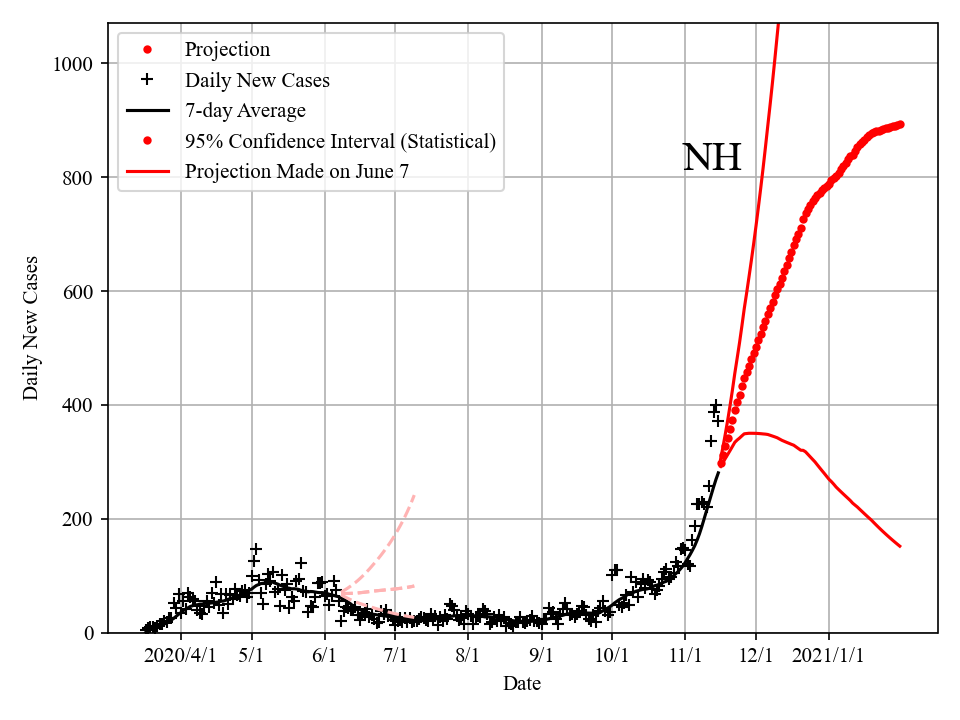 Projection
Daily New Cases
7-day Average
95% Confidence Interval (Statistical)
Projection Made on June 7
NH
1000
800
600
400
200
0
Daily New Cases
2020/4/1 5/1 6/1 7/1 8/1 9/1 10/1 11/1 12/1 2021/1/1
Date